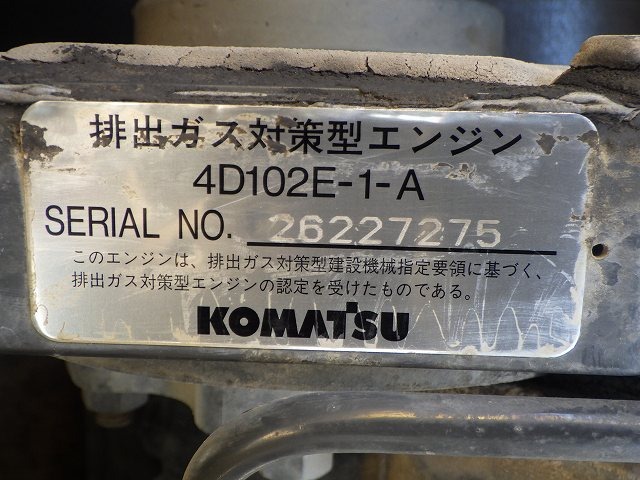 排出ガス対策型エンジン
4D102E-1-A
SERIAL NO. 26227275
このエンジンは、排出ガス対策型建設機械指定要領に基づく、
排出ガス対策型エンジンの認定を受けたものである。
KOMATSU